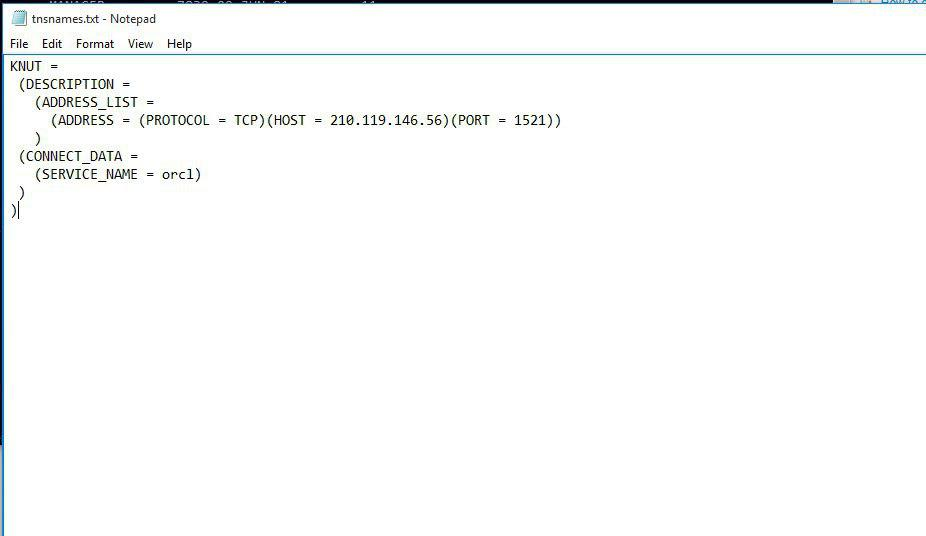 tnsnames.txt - Notepad
File Edit Format View Help
KNUT =
 (DESCRIPTION =
   (ADDRESS_LIST =
     (ADDRESS = (PROTOCOL = TCP)(HOST = 210.119.146.56)(PORT = 1521))
   )
 (CONNECT_DATA =
   (SERVICE_NAME = orcl)
 )
)